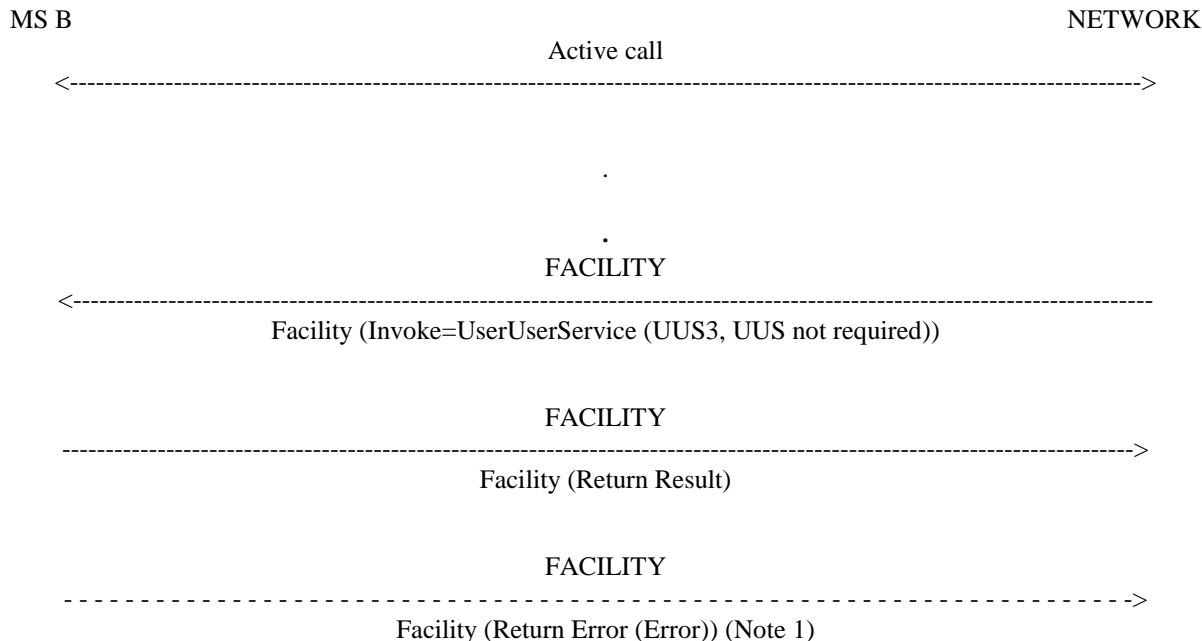 MS B NETWORK
Active call
<------------------------------------------------------------------------------------------------------------------------>
.
.
FACILITY
<-------------------------------------------------------------------------------------------------------------------------
Facility (Invoke=UserUserService (UUS3, UUS not required))
FACILITY
------------------------------------------------------------------------------------------------------------------------>
Facility (Return Result)
FACILITY
- - - - - - - - - - - - - - - - - - - - - - - - - - - - - - - - - - - - - - - - - - - - - - - - - - - - - - - - - - - - - - - - - - - - - - ->
Facility (Return Error (Error)) (Note 1)